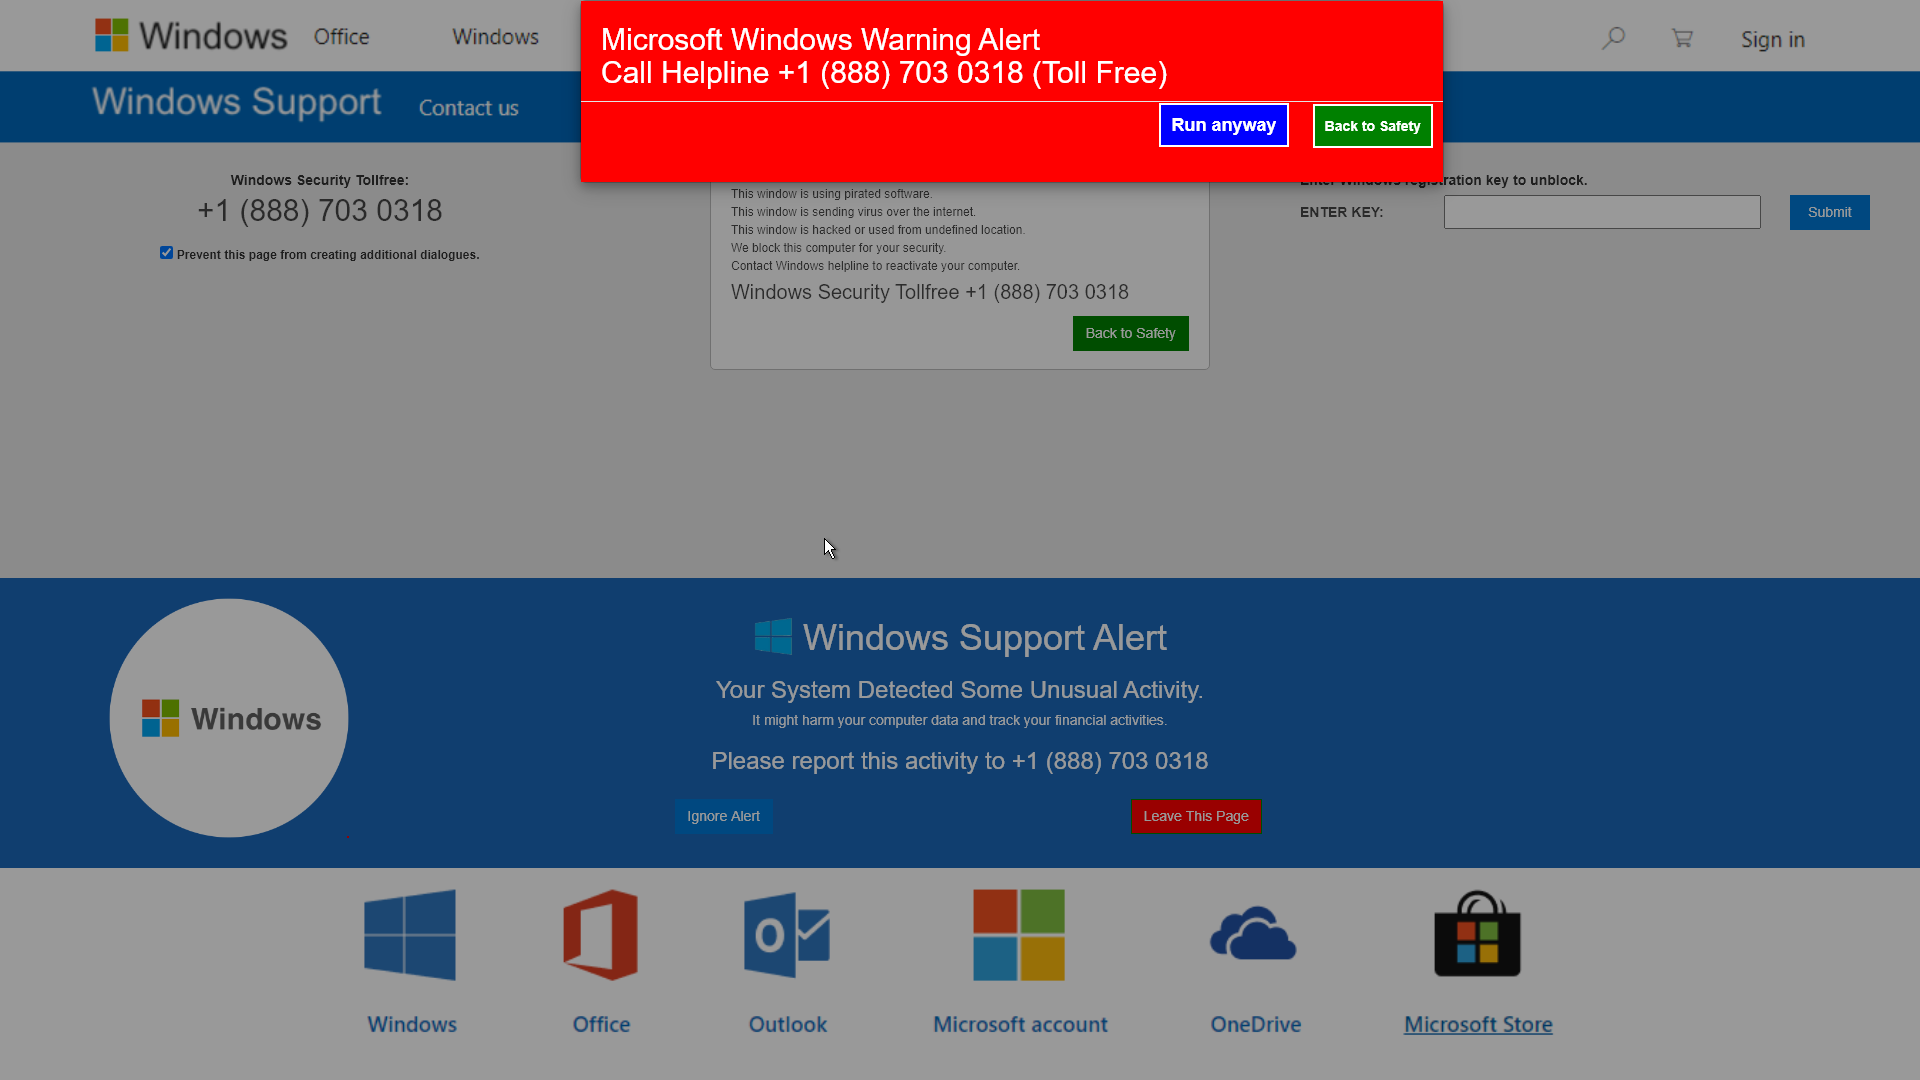 Windows
Office
Windows
Sign in
Microsoft Windows Warning Alert
Call Helpline +1 (888) 703 0318 (Toll Free)
Run anyway
Back to Safety
Windows Support
Contact us
Windows Security Tollfree:
+1 (888) 703 0318
Prevent this page from creating additional dialogues.
This window is using pirated software.
This window is sending virus over the internet.
This window is hacked or used from undefined location.
We block this computer for your security.
Contact Windows helpline to reactivate your computer.
Windows Security Tollfree +1 (888) 703 0318
Back to Safety
Enter Windows registration key to unblock.
ENTER KEY:
Submit
Windows
Windows Support Alert
Your System Detected Some Unusual Activity.
It might harm your computer data and track your financial activities.
Please report this activity to +1 (888) 703 0318
Ignore Alert
Leave This Page
Windows
Office
Outlook
Microsoft account
OneDrive
Microsoft Store